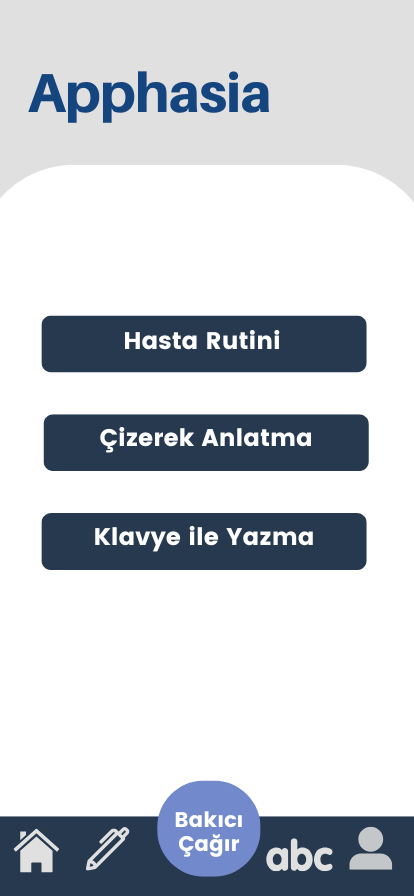 Apphasia
Hasta Rutini
Çizerek Anlatma
Klavye ile Yazma
Bakıcı
Çağır
abc